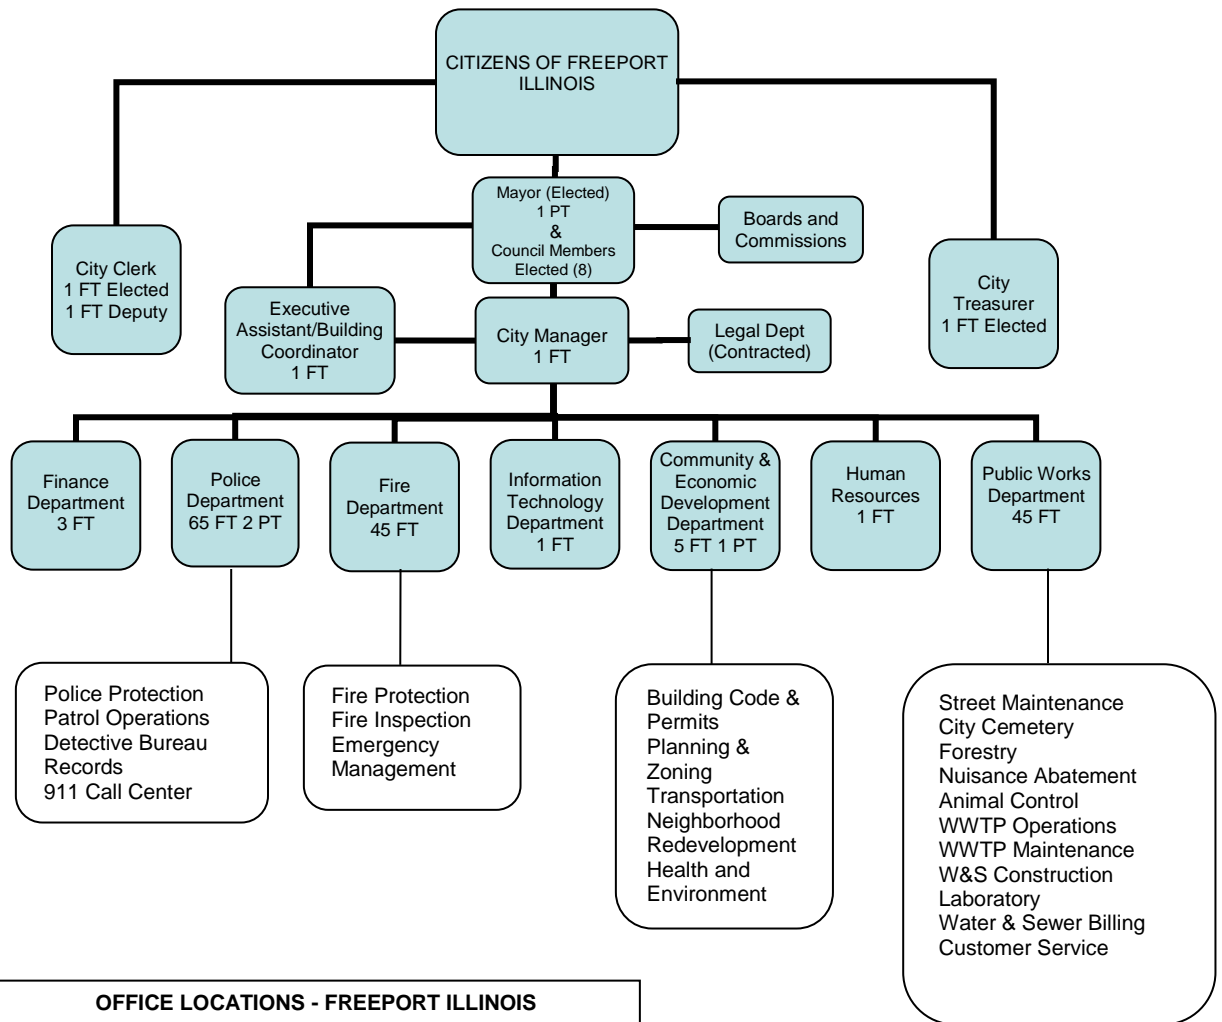 CITIZENS OF FREEPORT
ILLINOIS
Mayor (Elected)
1 PT
&
Council Members
Elected (8)
Boards and
Commissions
City Clerk
1 FT Elected
1 FT Deputy
City
Treasurer
1 FT Elected
Executive
Assistant/Building
Coordinator
1 FT
City Manager
1 FT
Legal Dept
(Contracted)
Finance
Department
3 FT
Police
Department
65 FT 2 PT
Fire
Department
45 FT
Information
Technology
Department
1 FT
Community &
Economic
Development
Department
5 FT 1 PT
Human
Resources
1 FT
Public Works
Department
45 FT
Police Protection
Patrol Operations
Detective Bureau
Records
911 Call Center
Fire Protection
Fire Inspection
Emergency
Management
Building Code &
Permits
Planning &
Zoning
Transportation
Neighborhood
Redevelopment
Health and
Environment
Street Maintenance
City Cemetery
Forestry
Nuisance Abatement
Animal Control
WWTP Operations
WWTP Maintenance
W&S Construction
Laboratory
Water & Sewer Billing
Customer Service
OFFICE LOCATIONS - FREEPORT ILLINOIS